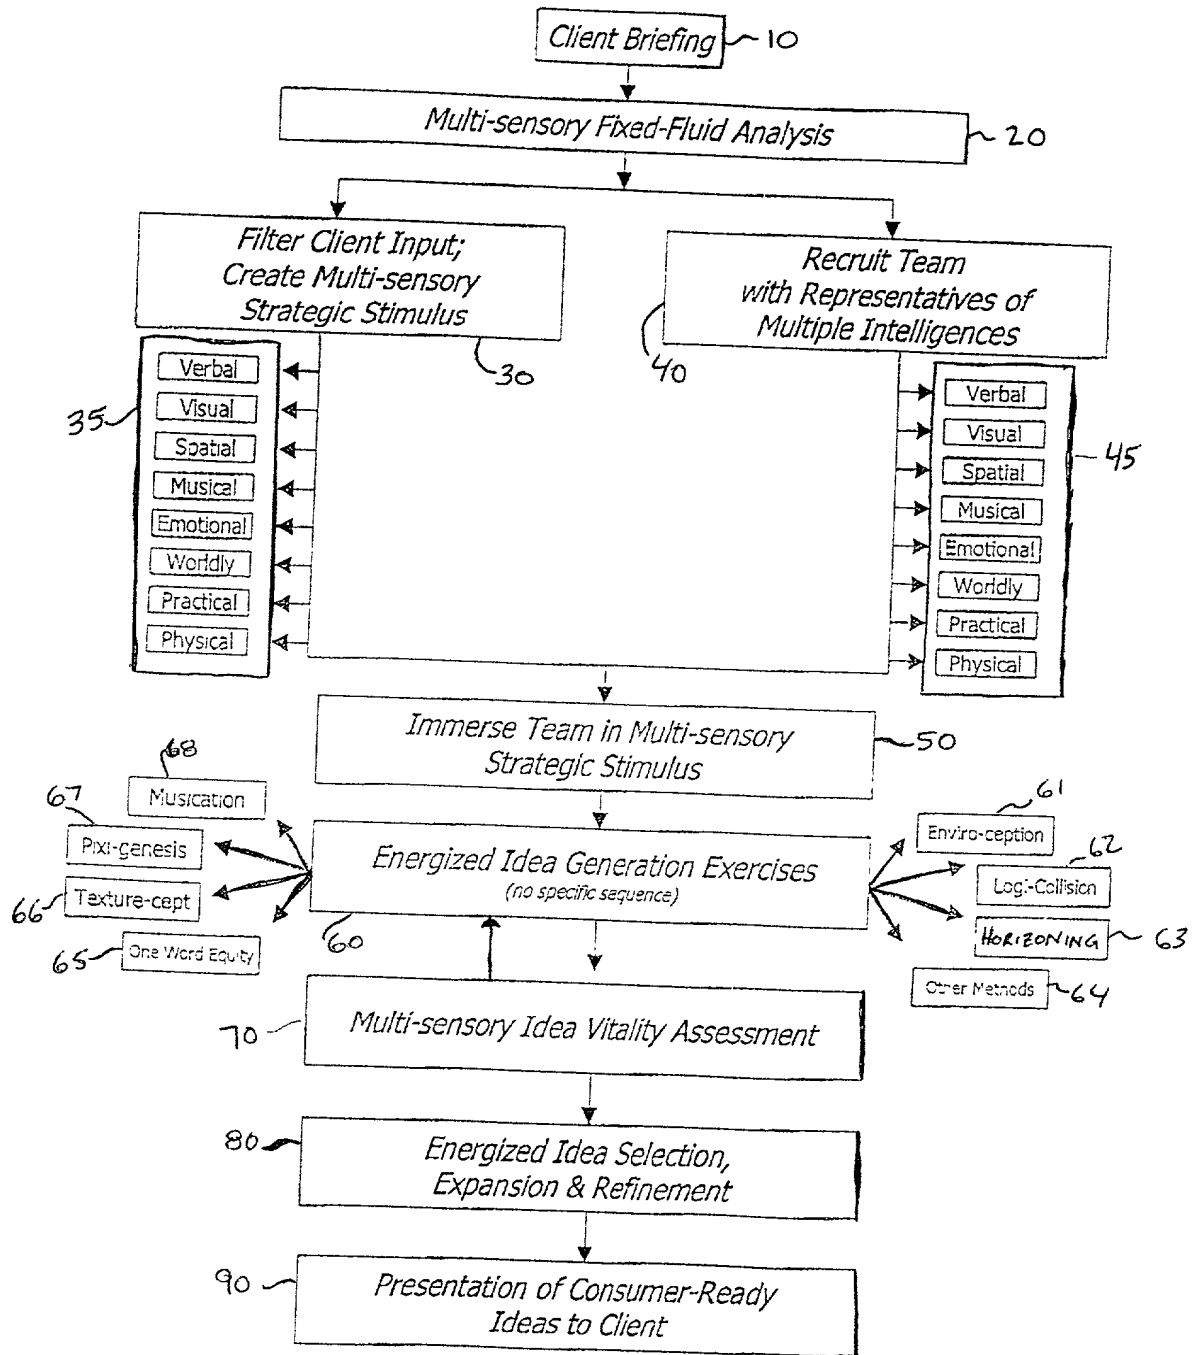 Client Briefing
10
Multi-sensory Fixed-Fluid Analysis
20
Filter Client Input;
Create Multi-sensory
Strategic Stimulus
30
Recruit Team
with Representatives of
Multiple Intelligences
40
35
Verbal
Visual
Spatial
Musical
Emotional
Worldly
Practical
Physical
45
Verbal
Visual
Spatial
Musical
Emotional
Worldly
Practical
Physical
Immerse Team in Multi-sensory
Strategic Stimulus
50
68
Musication
67
Pixi-genesis
66
Texture-cept
65
One Word Equity
Energized Idea Generation Exercises
(no specific sequence)
60
61
Enviro-ception
62
Logi-Collision
HORIZONING
63
Other Methods
64
70
Multi-sensory Idea Vitality Assessment
80
Energized Idea Selection,
Expansion & Refinement
90
Presentation of Consumer-Ready
Ideas to Client